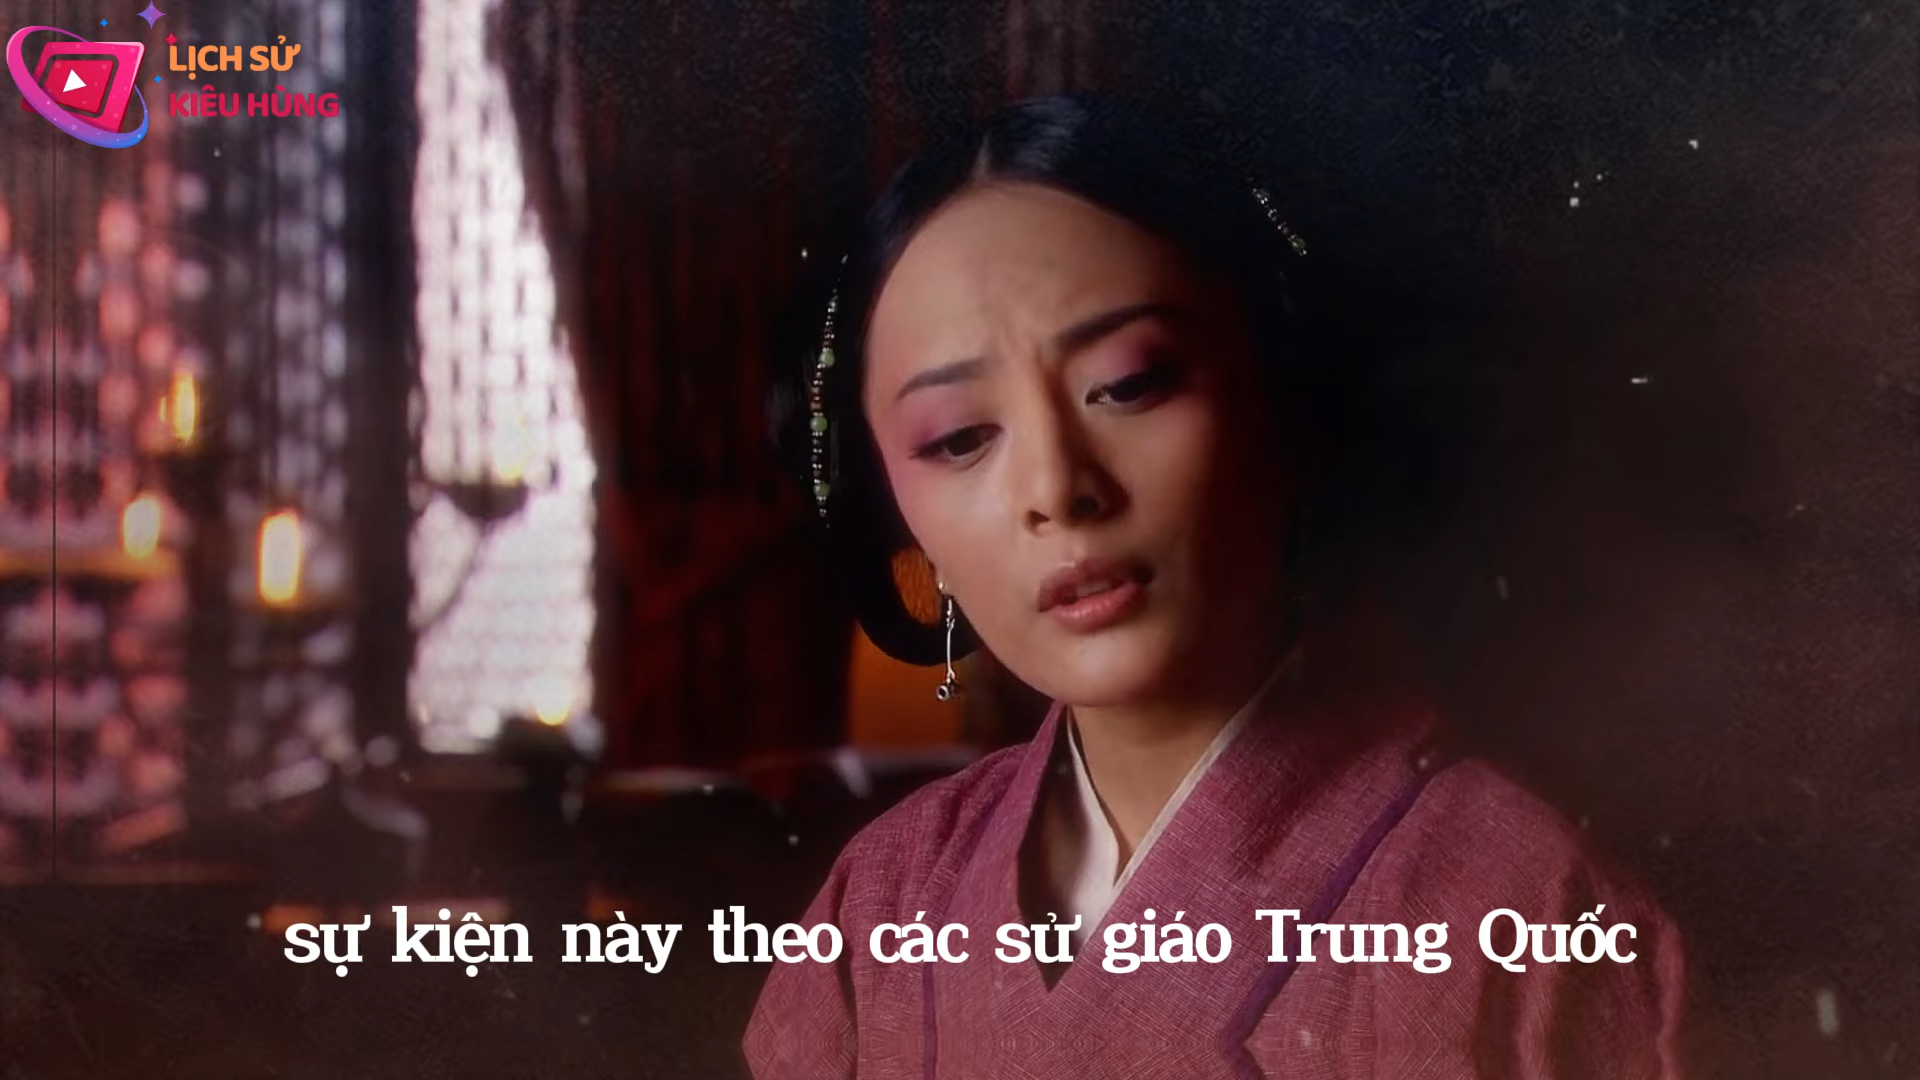 LỊCH SỬ
KIÊU HÙNG
sự kiện này theo các sử giáo Trung Quốc